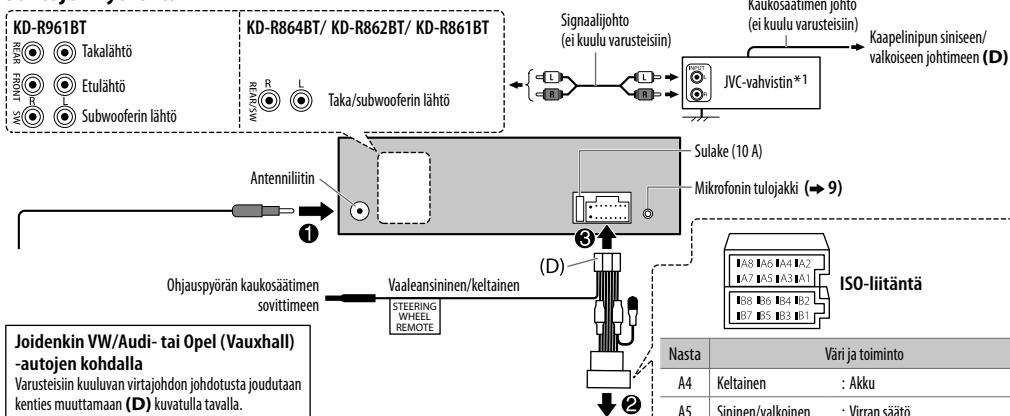 Kaukosäätimen johto
(ei kuulu varusteisiin)
Signaalijohto
(ei kuulu varusteisiin)
Kaapelinipun siniseen/
valkoiseen johtimeen (D)
KD-R961BT
REAR
Takalähtö
FRONT
Etulähtö
R L
SW
Subwooferin lähtö
KD-R864BT/ KD-R862BT/ KD-R861BT
R L
REAR/SW
Taka/subwooferin lähtö
L L
R R
INPUT
L
R
JVC-vahvistin*1
Sulake (10 A)
Antenniliitin
Mikrofonin tulojakki (➡ 9)
1
3
(D)
Ohjauspyörän kaukosäätimen
sovittimeen
Vaaleansininen/keltainen
STEERING
WHEEL
REMOTE
2
A8 A6 A4 A2
A7 A5 A3 A1
B8 B6 B4 B2
B7 B5 B3 B1
ISO-liitäntä
Joidenkin VW/Audi- tai Opel (Vauxhall)
-autojen kohdalla
Varusteisiin kuuluvan virtajohdon johdotusta joudutaan
kenties muuttamaan (D) kuvatulla tavalla.
Nasta Väri ja toiminto
A4 Keltainen : Akku
A5 Sininen/valkoinen : Virran säätö